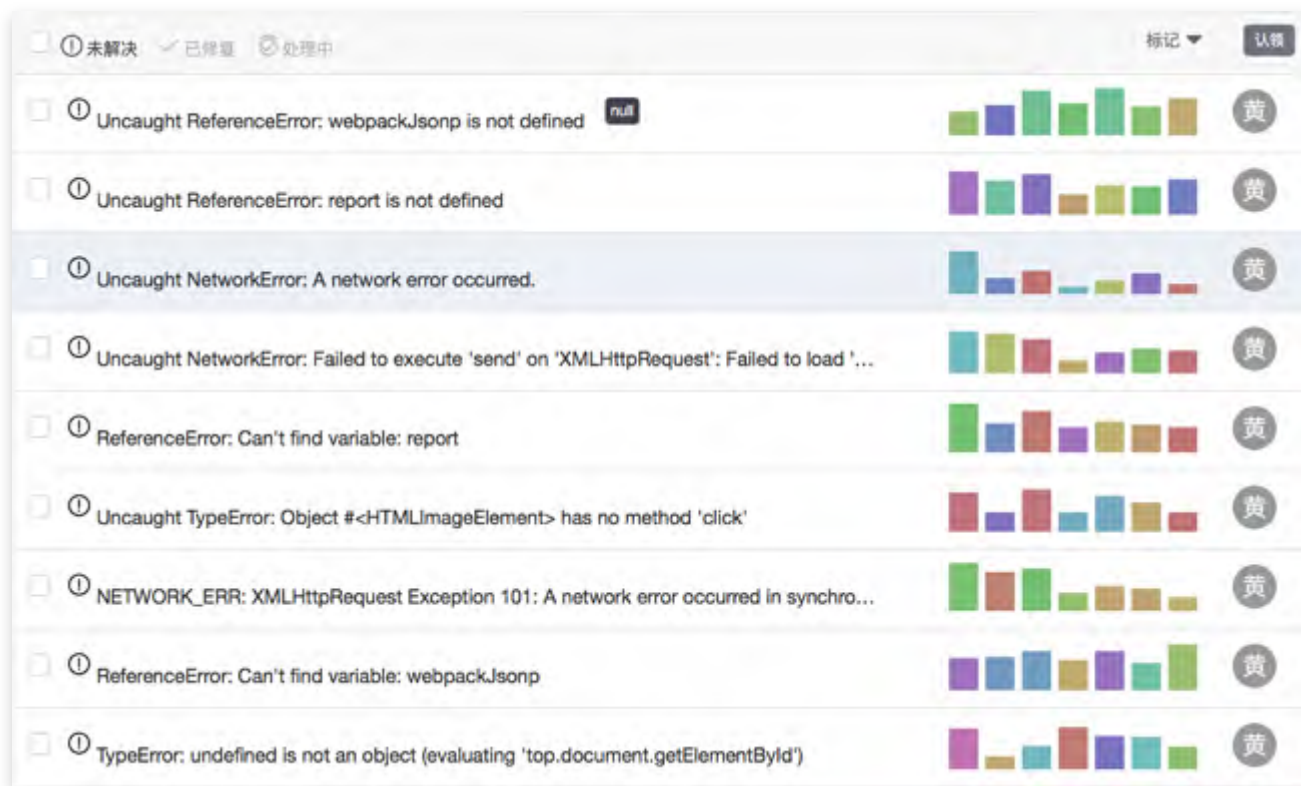 未解决 已修复 处理中 标记 认领
Uncaught ReferenceError: webpackJsonp is not defined null 黄
Uncaught ReferenceError: report is not defined 黄
Uncaught NetworkError: A network error occurred. 黄
Uncaught NetworkError: Failed to execute 'send' on 'XMLHttpRequest': Failed to load '... 黄
ReferenceError: Can't find variable: report 黄
Uncaught TypeError: Object #<HTMLImageElement> has no method 'click' 黄
NETWORK_ERR: XMLHttpRequest Exception 101: A network error occurred in synchro... 黄
ReferenceError: Can't find variable: webpackJsonp 黄
TypeError: undefined is not an object (evaluating 'top.document.getElementById') 黄